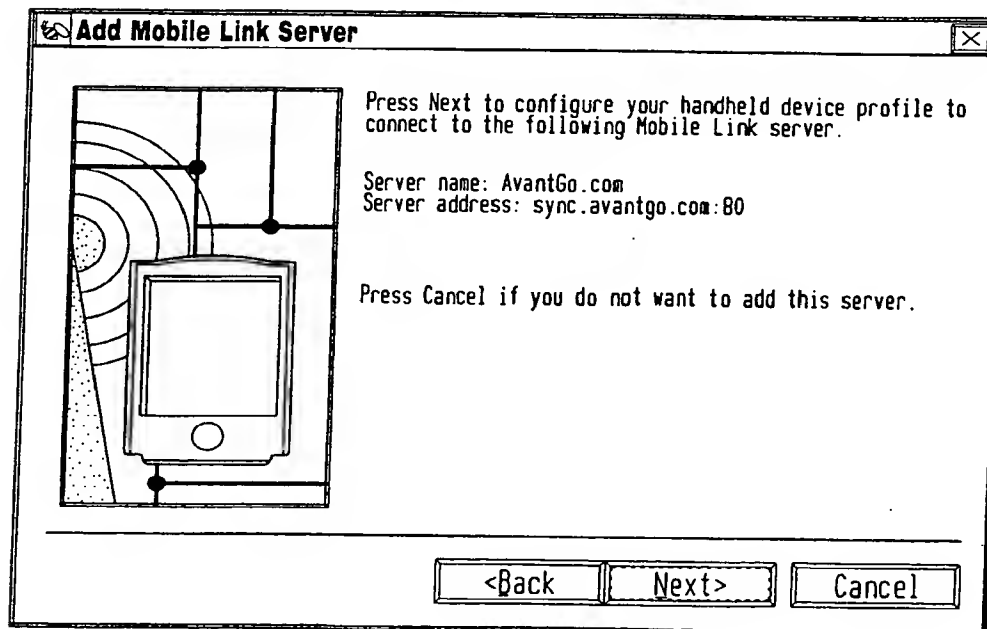 Add Mobile Link Server
Press Next to configure your handheld device profile to
connect to the following Mobile Link server.
Server name: AvantGo.com
Server address: sync.avantgo.com:80
Press Cancel if you do not want to add this server.
<Back
Next>
Cancel